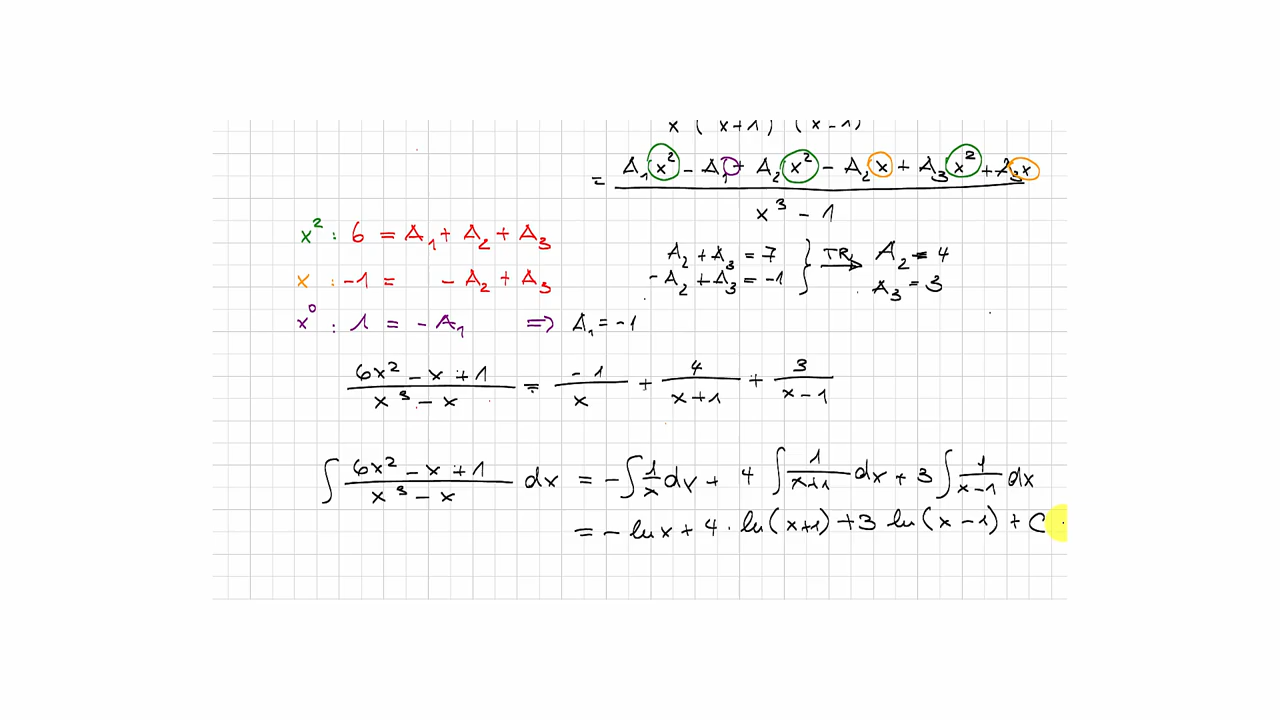 x (x+1) (x-1)
= (A₁x² - A₁ + A₂x² - A₂x + A₃x² + A₃x) / (x³ - 1)
x² : 6 = A₁ + A₂ + A₃
A₂ + A₃ = 7
-A₂ + A₃ = -1 } TR→ A₂ = 4
A₃ = 3
x : -1 = -A₂ + A₃
x⁰ : 1 = -A₁ ⇒ A₁ = -1
(6x² - x + 1) / (x³ - x) = -1/x + 4/(x+1) + 3/(x-1)
∫ (6x² - x + 1) / (x³ - x) dx = -∫ 1/x dx + 4 ∫ 1/(x+1) dx + 3 ∫ 1/(x-1) dx
= - ln x + 4 · ln(x+1) + 3 ln(x-1) + C